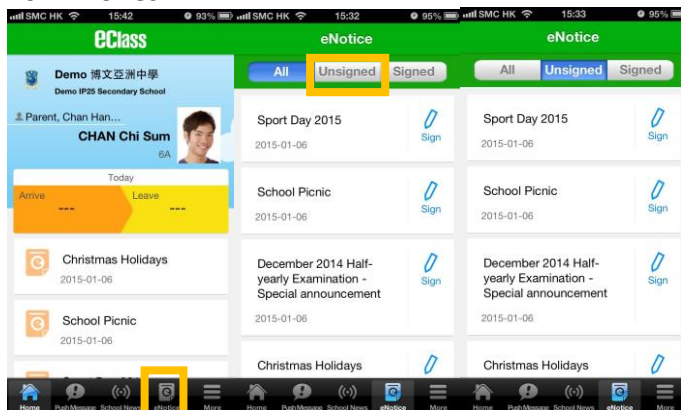 SMC HK 15:42 93%
eClass
Demo 博文亞洲中學
Demo IP25 Secondary School
Parent, Chan Han...
CHAN Chi Sum
6A
Today
Arrive
---
Leave
---
Christmas Holidays
2015-01-06
School Picnic
2015-01-06
Home Push Message School News eNotice More
SMC HK 15:32 95%
eNotice
All Unsigned Signed
Sport Day 2015
2015-01-06
Sign
School Picnic
2015-01-06
Sign
December 2014 Half-
yearly Examination -
Special announcement
2015-01-06
Sign
Christmas Holidays
Home Push Message School News eNotice More
SMC HK 15:33 95%
eNotice
All Unsigned Signed
Sport Day 2015
2015-01-06
Sign
School Picnic
2015-01-06
Sign
December 2014 Half-
yearly Examination -
Special announcement
2015-01-06
Sign
Christmas Holidays
Home Push Message School News eNotice More